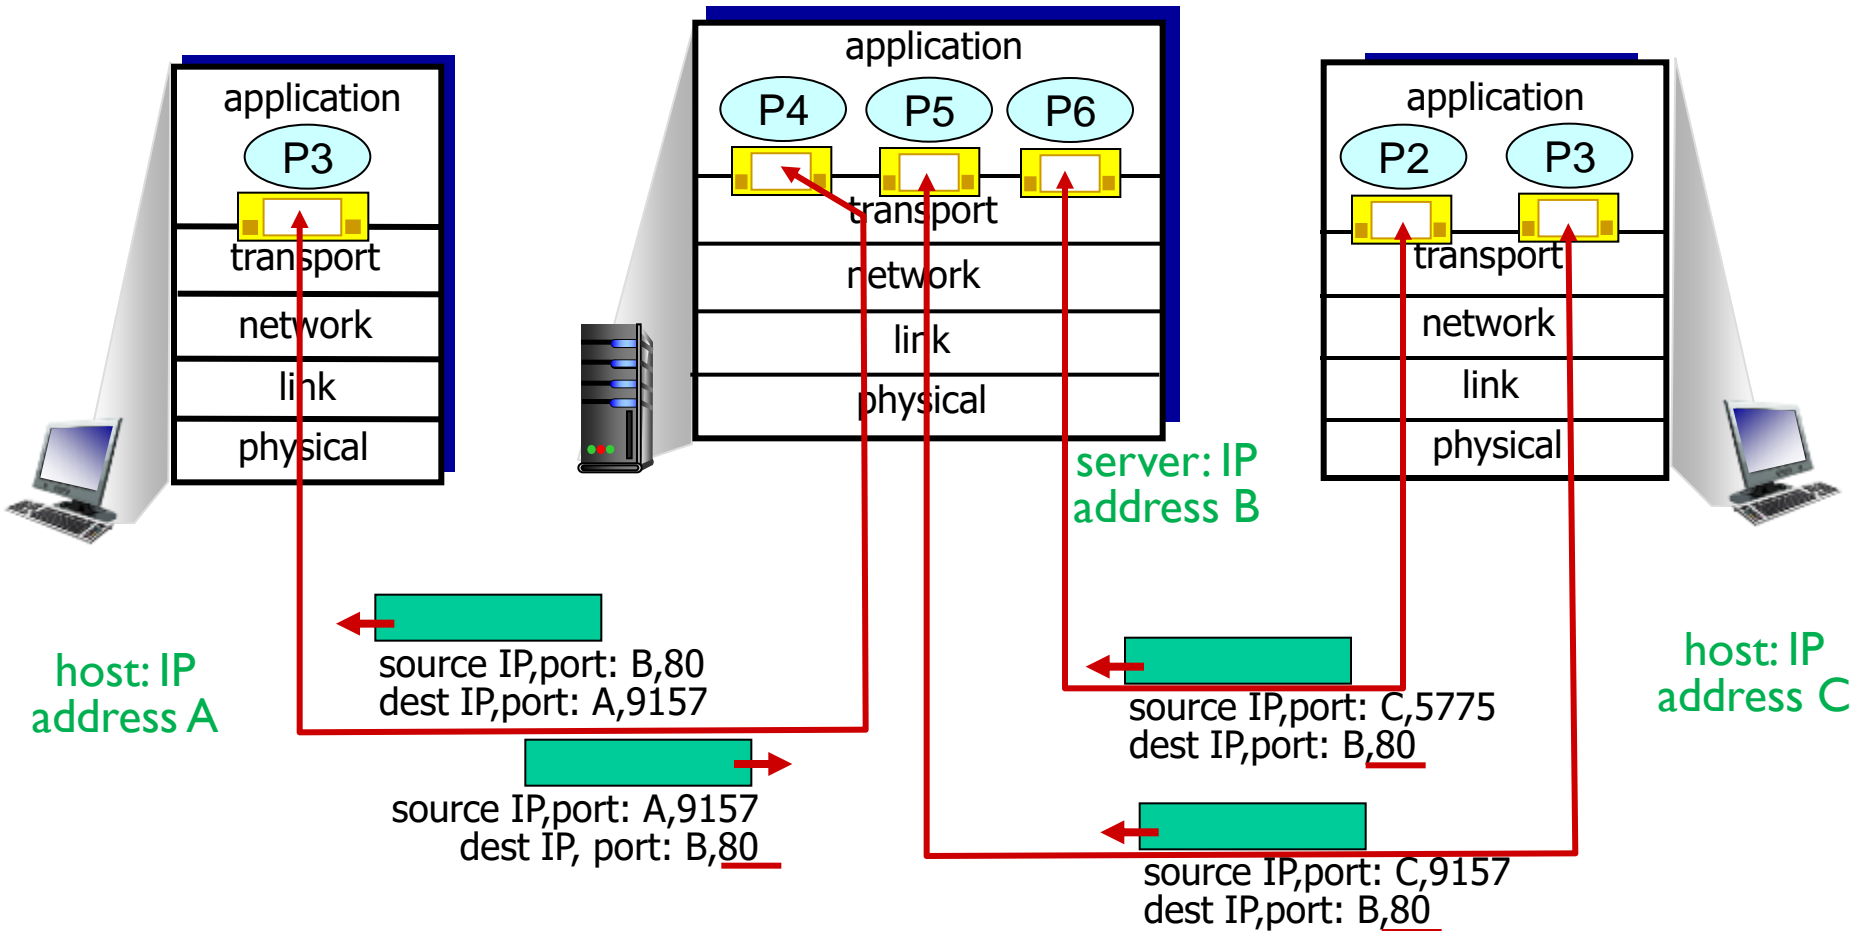 application
P3
transport
network
link
physical
host: IP
address A
application
P4
P5
P6
transport
network
link
physical
server: IP
address B
application
P2
P3
transport
network
link
physical
host: IP
address C
source IP,port: B,80
dest IP,port: A,9157
source IP,port: A,9157
dest IP, port: B,80
source IP,port: C,5775
dest IP,port: B,80
source IP,port: C,9157
dest IP,port: B,80